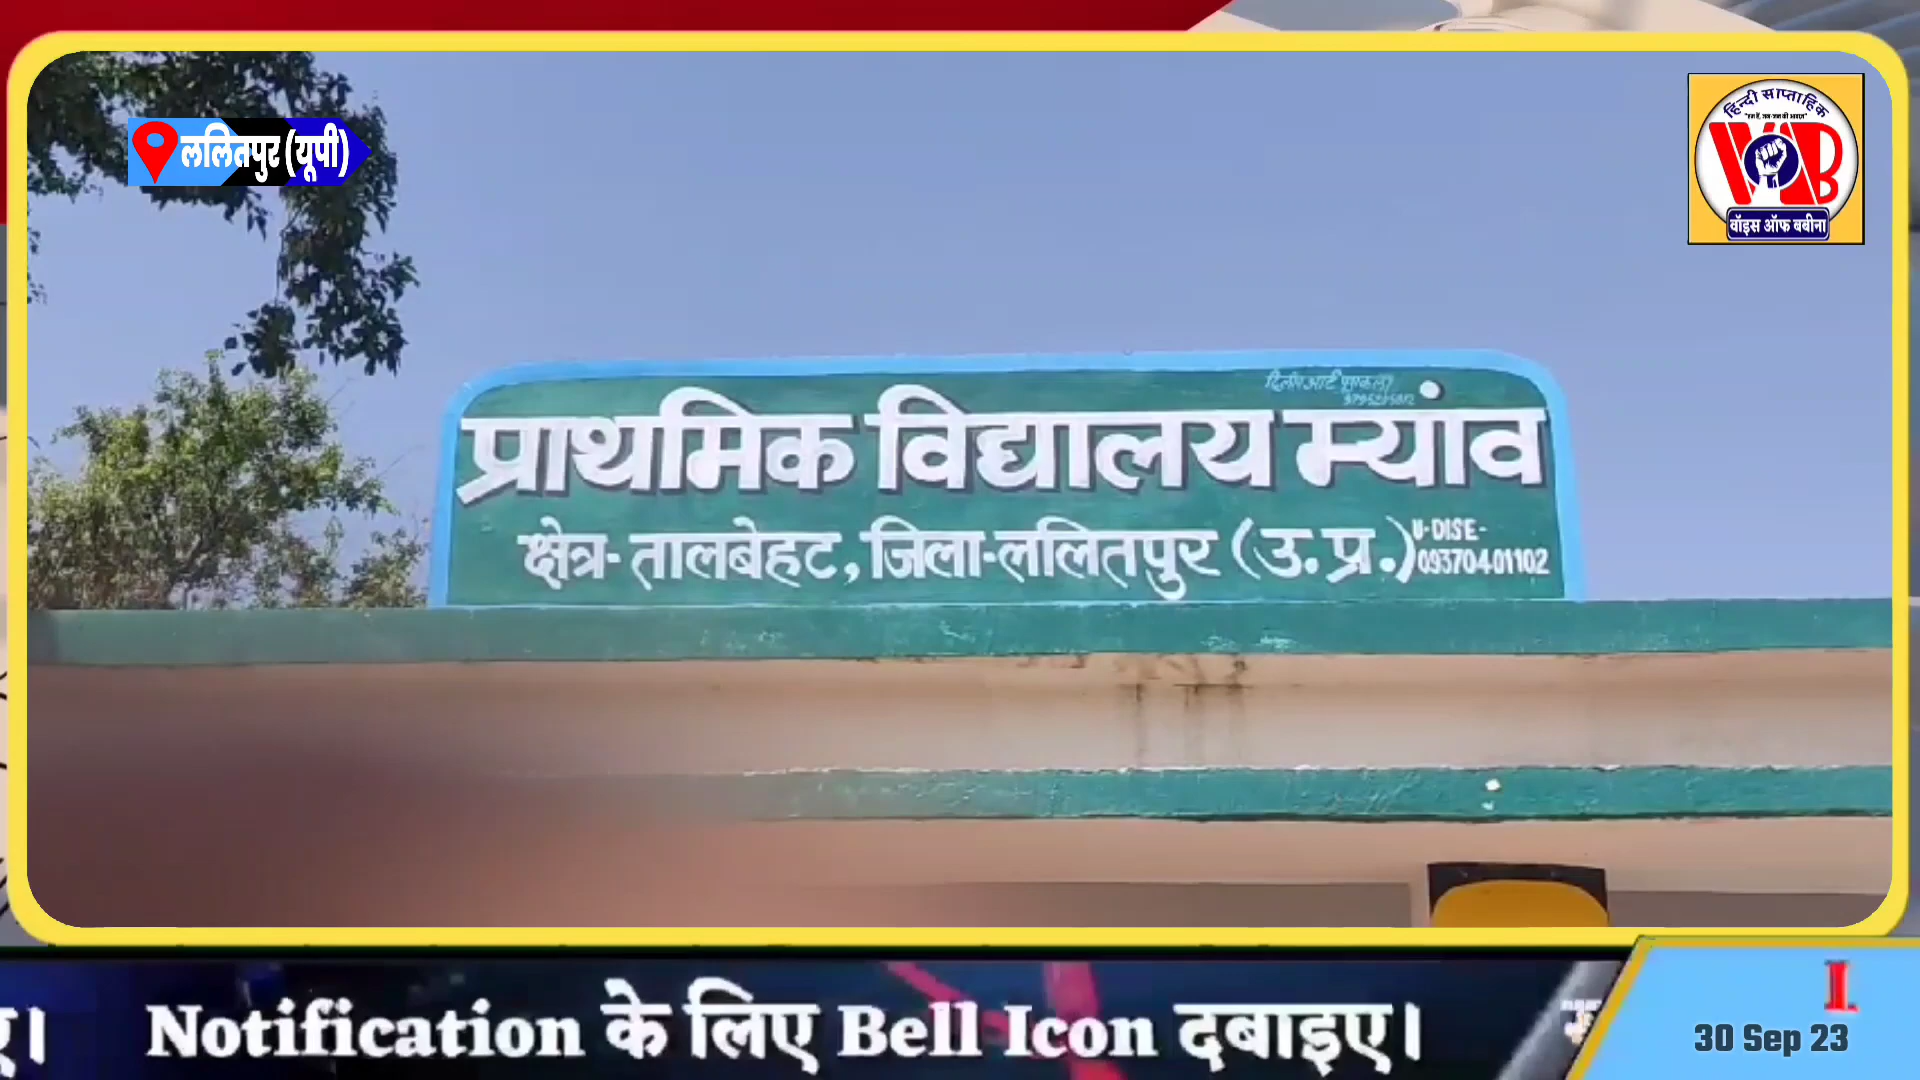 ललितपुर (यूपी)
हिन्दी साप्ताहिक
VB
वॉइस ऑफ बबीना
प्राथमिक विद्यालय म्यांव
क्षेत्र- तालबेहट, जिला-ललितपुर (उ. प्र.)
U-DISE-
09370401102
Notification के लिए Bell Icon दबाइए।
30 Sep 23